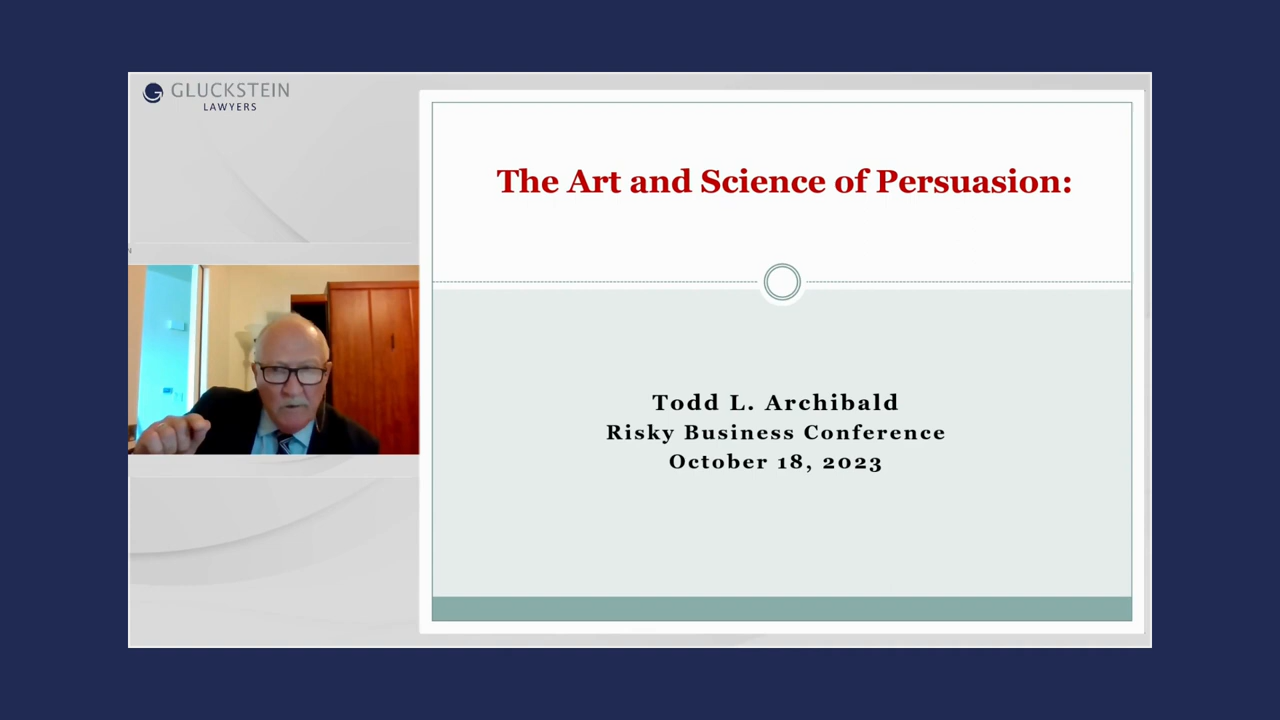 GLUCKSTEIN
LAWYERS
The Art and Science of Persuasion:
Todd L. Archibald
Risky Business Conference
October 18, 2023